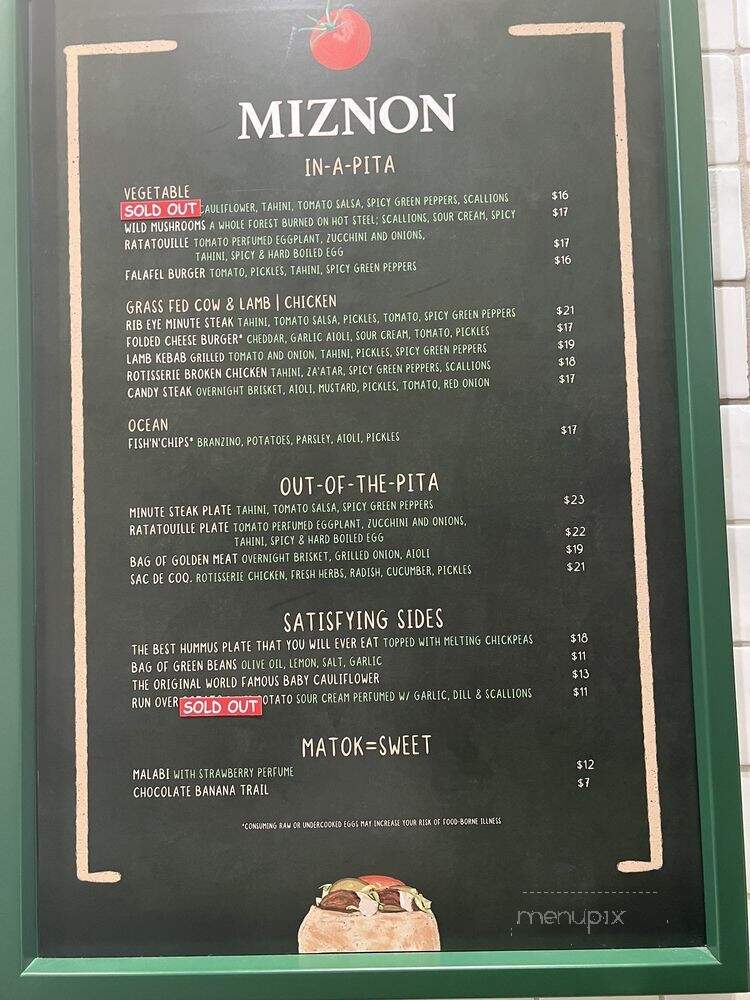 MIZNON
IN-A-PITA
VEGETABLE
SOLD OUT CAULIFLOWER, TAHINI, TOMATO SALSA, SPICY GREEN PEPPERS, SCALLIONS $16
WILD MUSHROOMS A WHOLE FOREST BURNED ON HOT STEEL; SCALLIONS, SOUR CREAM, SPICY $17
RATATOUILLE TOMATO PERFUMED EGGPLANT, ZUCCHINI AND ONIONS,
TAHINI, SPICY & HARD BOILED EGG $17
FALAFEL BURGER TOMATO, PICKLES, TAHINI, SPICY GREEN PEPPERS $16
GRASS FED COW & LAMB | CHICKEN
RIB EYE MINUTE STEAK TAHINI, TOMATO SALSA, PICKLES, TOMATO, SPICY GREEN PEPPERS $21
FOLDED CHEESE BURGER* CHEDDAR, GARLIC AIOLI, SOUR CREAM, TOMATO, PICKLES $17
LAMB KEBAB GRILLED TOMATO AND ONION, TAHINI, PICKLES, SPICY GREEN PEPPERS $19
ROTISSERIE BROKEN CHICKEN TAHINI, ZA'ATAR, SPICY GREEN PEPPERS, SCALLIONS $18
CANDY STEAK OVERNIGHT BRISKET, AIOLI, MUSTARD, PICKLES, TOMATO, RED ONION $17
OCEAN
FISH'N'CHIPS* BRANZINO, POTATOES, PARSLEY, AIOLI, PICKLES $17
OUT-OF-THE-PITA
MINUTE STEAK PLATE TAHINI, TOMATO SALSA, SPICY GREEN PEPPERS $23
RATATOUILLE PLATE TOMATO PERFUMED EGGPLANT, ZUCCHINI AND ONIONS,
TAHINI, SPICY & HARD BOILED EGG $22
BAG OF GOLDEN MEAT OVERNIGHT BRISKET, GRILLED ONION, AIOLI $19
SAC DE COQ. ROTISSERIE CHICKEN, FRESH HERBS, RADISH, CUCUMBER, PICKLES $21
SATISFYING SIDES
THE BEST HUMMUS PLATE THAT YOU WILL EVER EAT TOPPED WITH MELTING CHICKPEAS $18
BAG OF GREEN BEANS OLIVE OIL, LEMON, SALT, GARLIC $11
THE ORIGINAL WORLD FAMOUS BABY CAULIFLOWER $13
RUN OVER SOLD OUT POTATO SOUR CREAM PERFUMED W/ GARLIC, DILL & SCALLIONS $11
MATOK=SWEET
MALABI WITH STRAWBERRY PERFUME $12
CHOCOLATE BANANA TRAIL $7
*CONSUMING RAW OR UNDERCOOKED EGGS MAY INCREASE YOUR RISK OF FOOD-BORNE ILLNESS
menupix